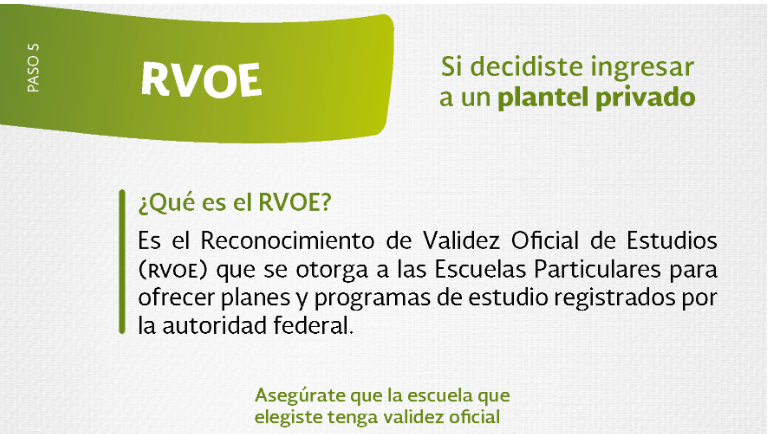 PASO 5
RVOE
Si decidiste ingresar
a un plantel privado
¿Qué es el RVOE?
Es el Reconocimiento de Validez Oficial de Estudios
(RVOE) que se otorga a las Escuelas Particulares para
ofrecer planes y programas de estudio registrados por
la autoridad federal.
Asegúrate que la escuela que
elegiste tenga validez oficial